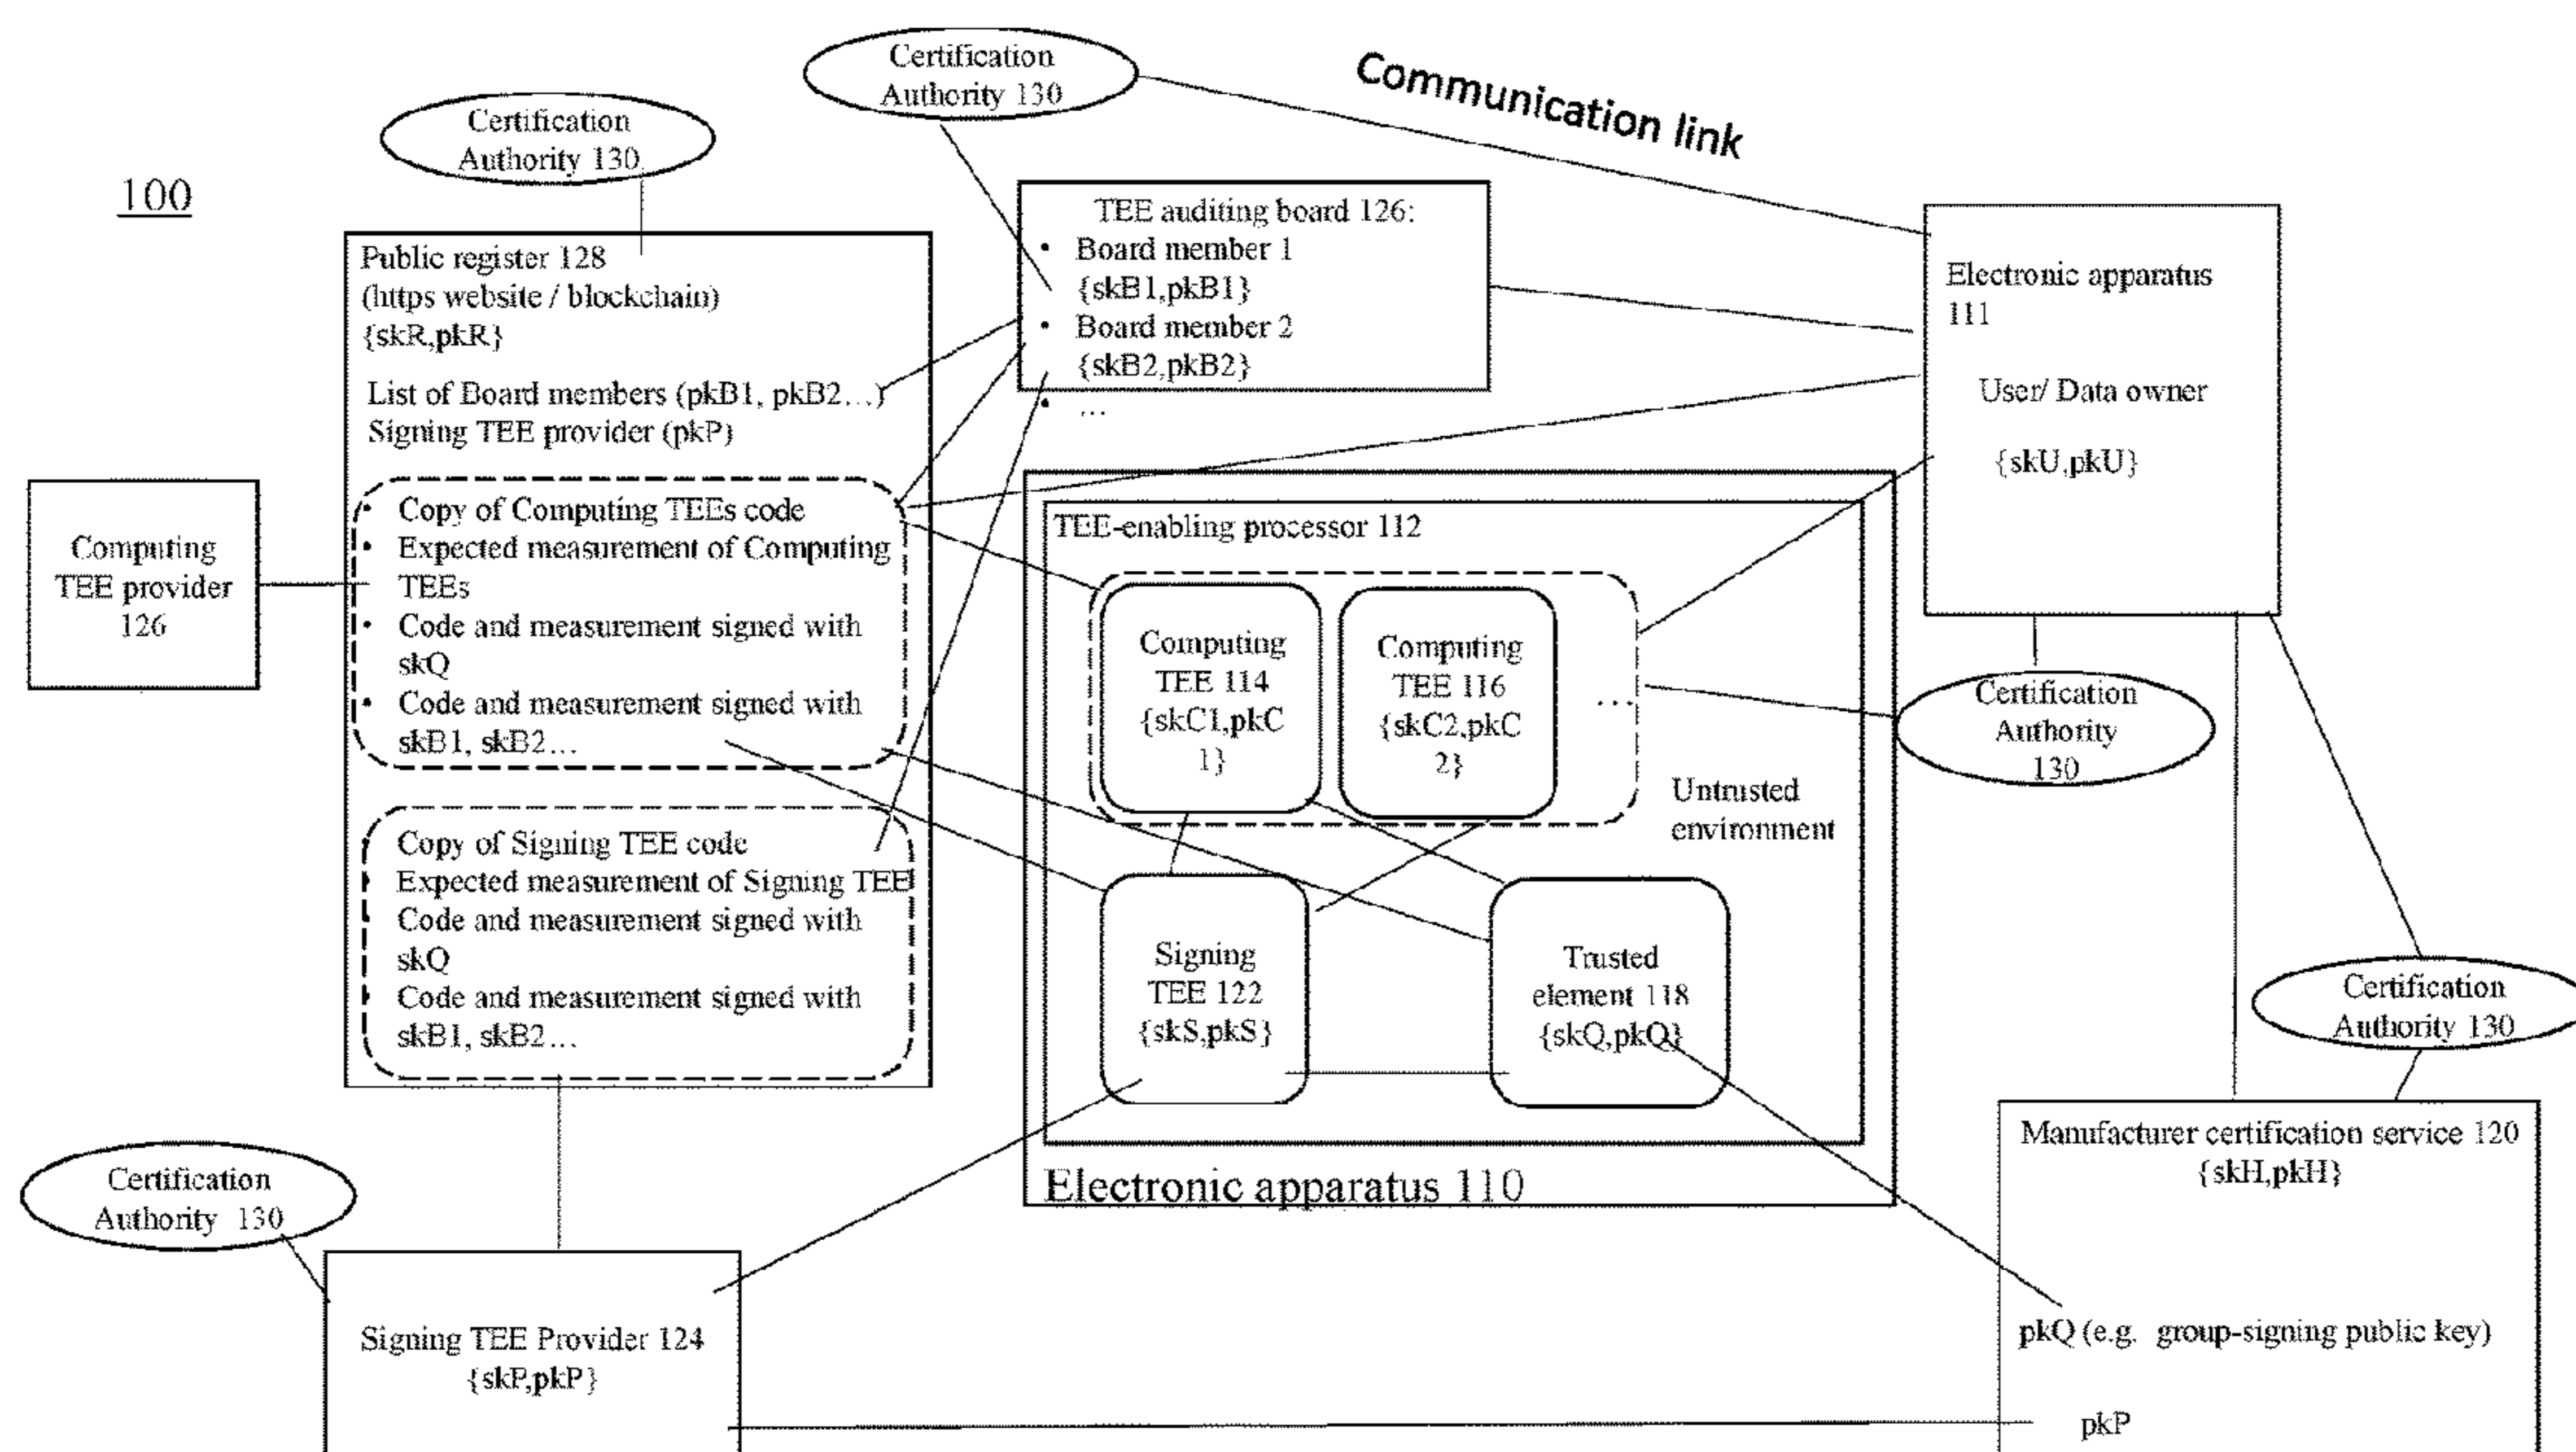 100
Certification
Authority 130
Certification
Authority 130
Communication link
Public register 128
(https website / blockchain)
{skR,pkR}
List of Board members (pkB1, pkB2...)
Signing TEE provider (pkP)
• Copy of Computing TEEs code
• Expected measurement of Computing
TEEs
• Code and measurement signed with
skQ
• Code and measurement signed with
skB1, skB2...
Copy of Signing TEE code
Expected measurement of Signing TEE
Code and measurement signed with
skQ
Code and measurement signed with
skB1, skB2...
Computing
TEE provider
126
TEE auditing board 126:
• Board member 1
{skB1,pkB1}
• Board member 2
{skB2,pkB2}
• ...
Electronic apparatus
111
User/ Data owner
{skU,pkU}
TEE-enabling processor 112
Computing
TEE 114
{skC1,pkC
1}
Computing
TEE 116
{skC2,pkC
2}
...
Untrusted
environment
Signing
TEE 122
{skS,pkS}
Trusted
element 118
{skQ,pkQ}
Electronic apparatus 110
Certification
Authority
130
Certification
Authority 130
Certification
Authority 130
Signing TEE Provider 124
{skP,pkP}
Manufacturer certification service 120
{skH,pkH}
pkQ (e.g. group-signing public key)
pkP